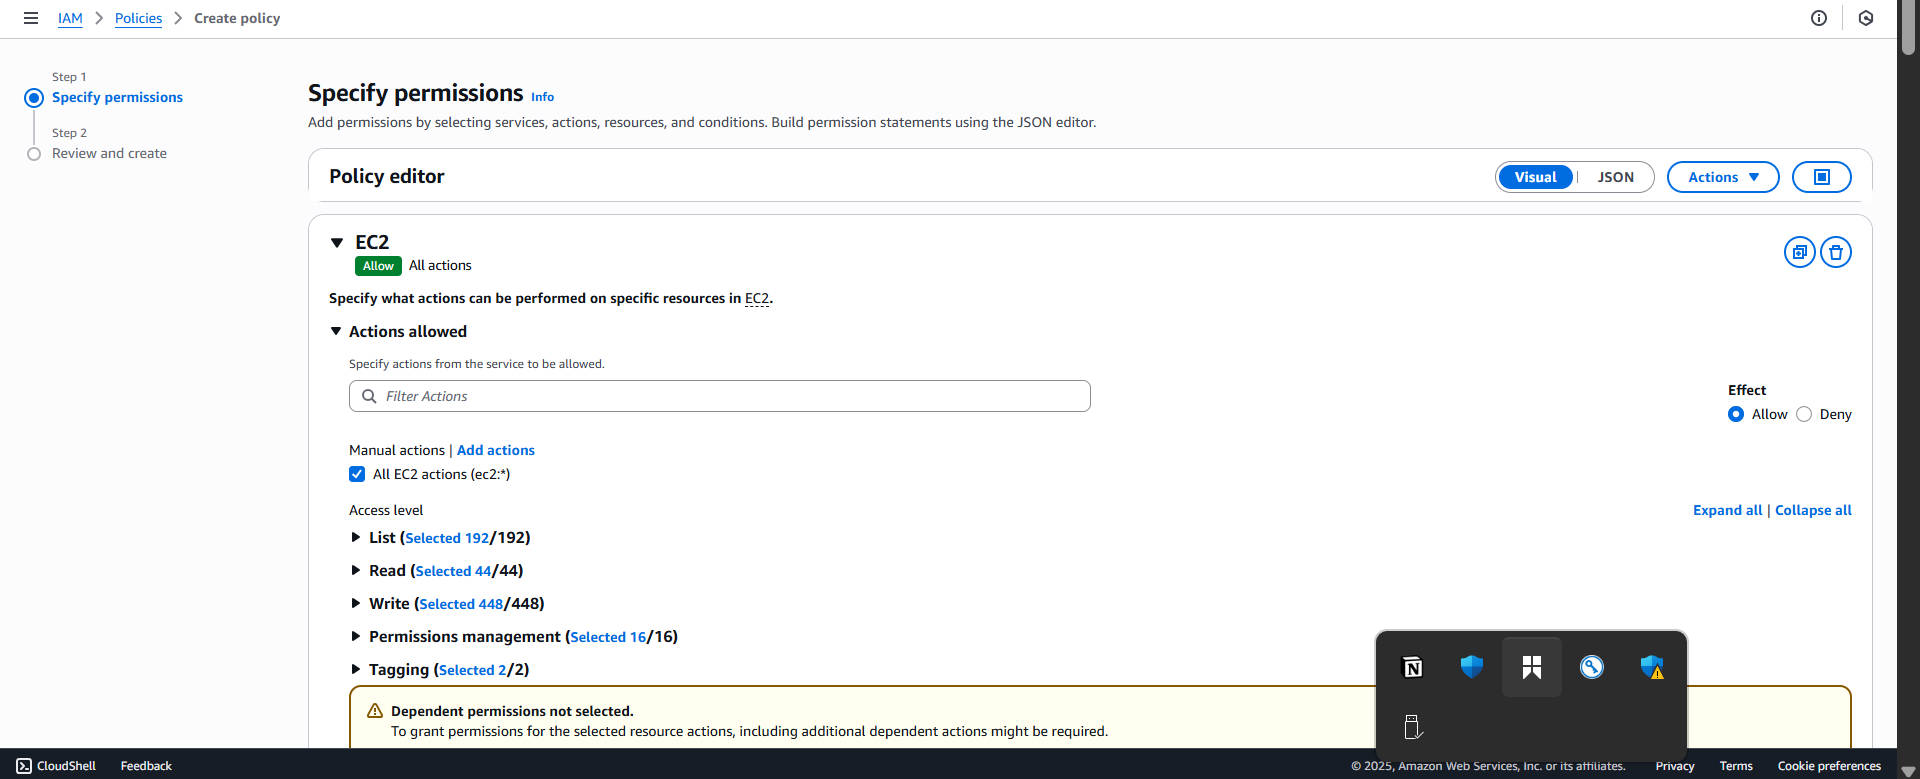 IAM > Policies > Create policy
Step 1
Specify permissions
Step 2
Review and create
Specify permissions Info
Add permissions by selecting services, actions, resources, and conditions. Build permission statements using the JSON editor.
Policy editor
Visual | JSON
Actions
EC2
Allow All actions
Specify what actions can be performed on specific resources in EC2.
Actions allowed
Specify actions from the service to be allowed.
Filter Actions
Effect
Allow Deny
Manual actions | Add actions
All EC2 actions (ec2:*)
Access level
Expand all | Collapse all
List (Selected 192/192)
Read (Selected 44/44)
Write (Selected 448/448)
Permissions management (Selected 16/16)
Tagging (Selected 2/2)
Dependent permissions not selected.
To grant permissions for the selected resource actions, including additional dependent actions might be required.
N
CloudShell Feedback
© 2025, Amazon Web Services, Inc. or its affiliates. Privacy Terms Cookie preferences